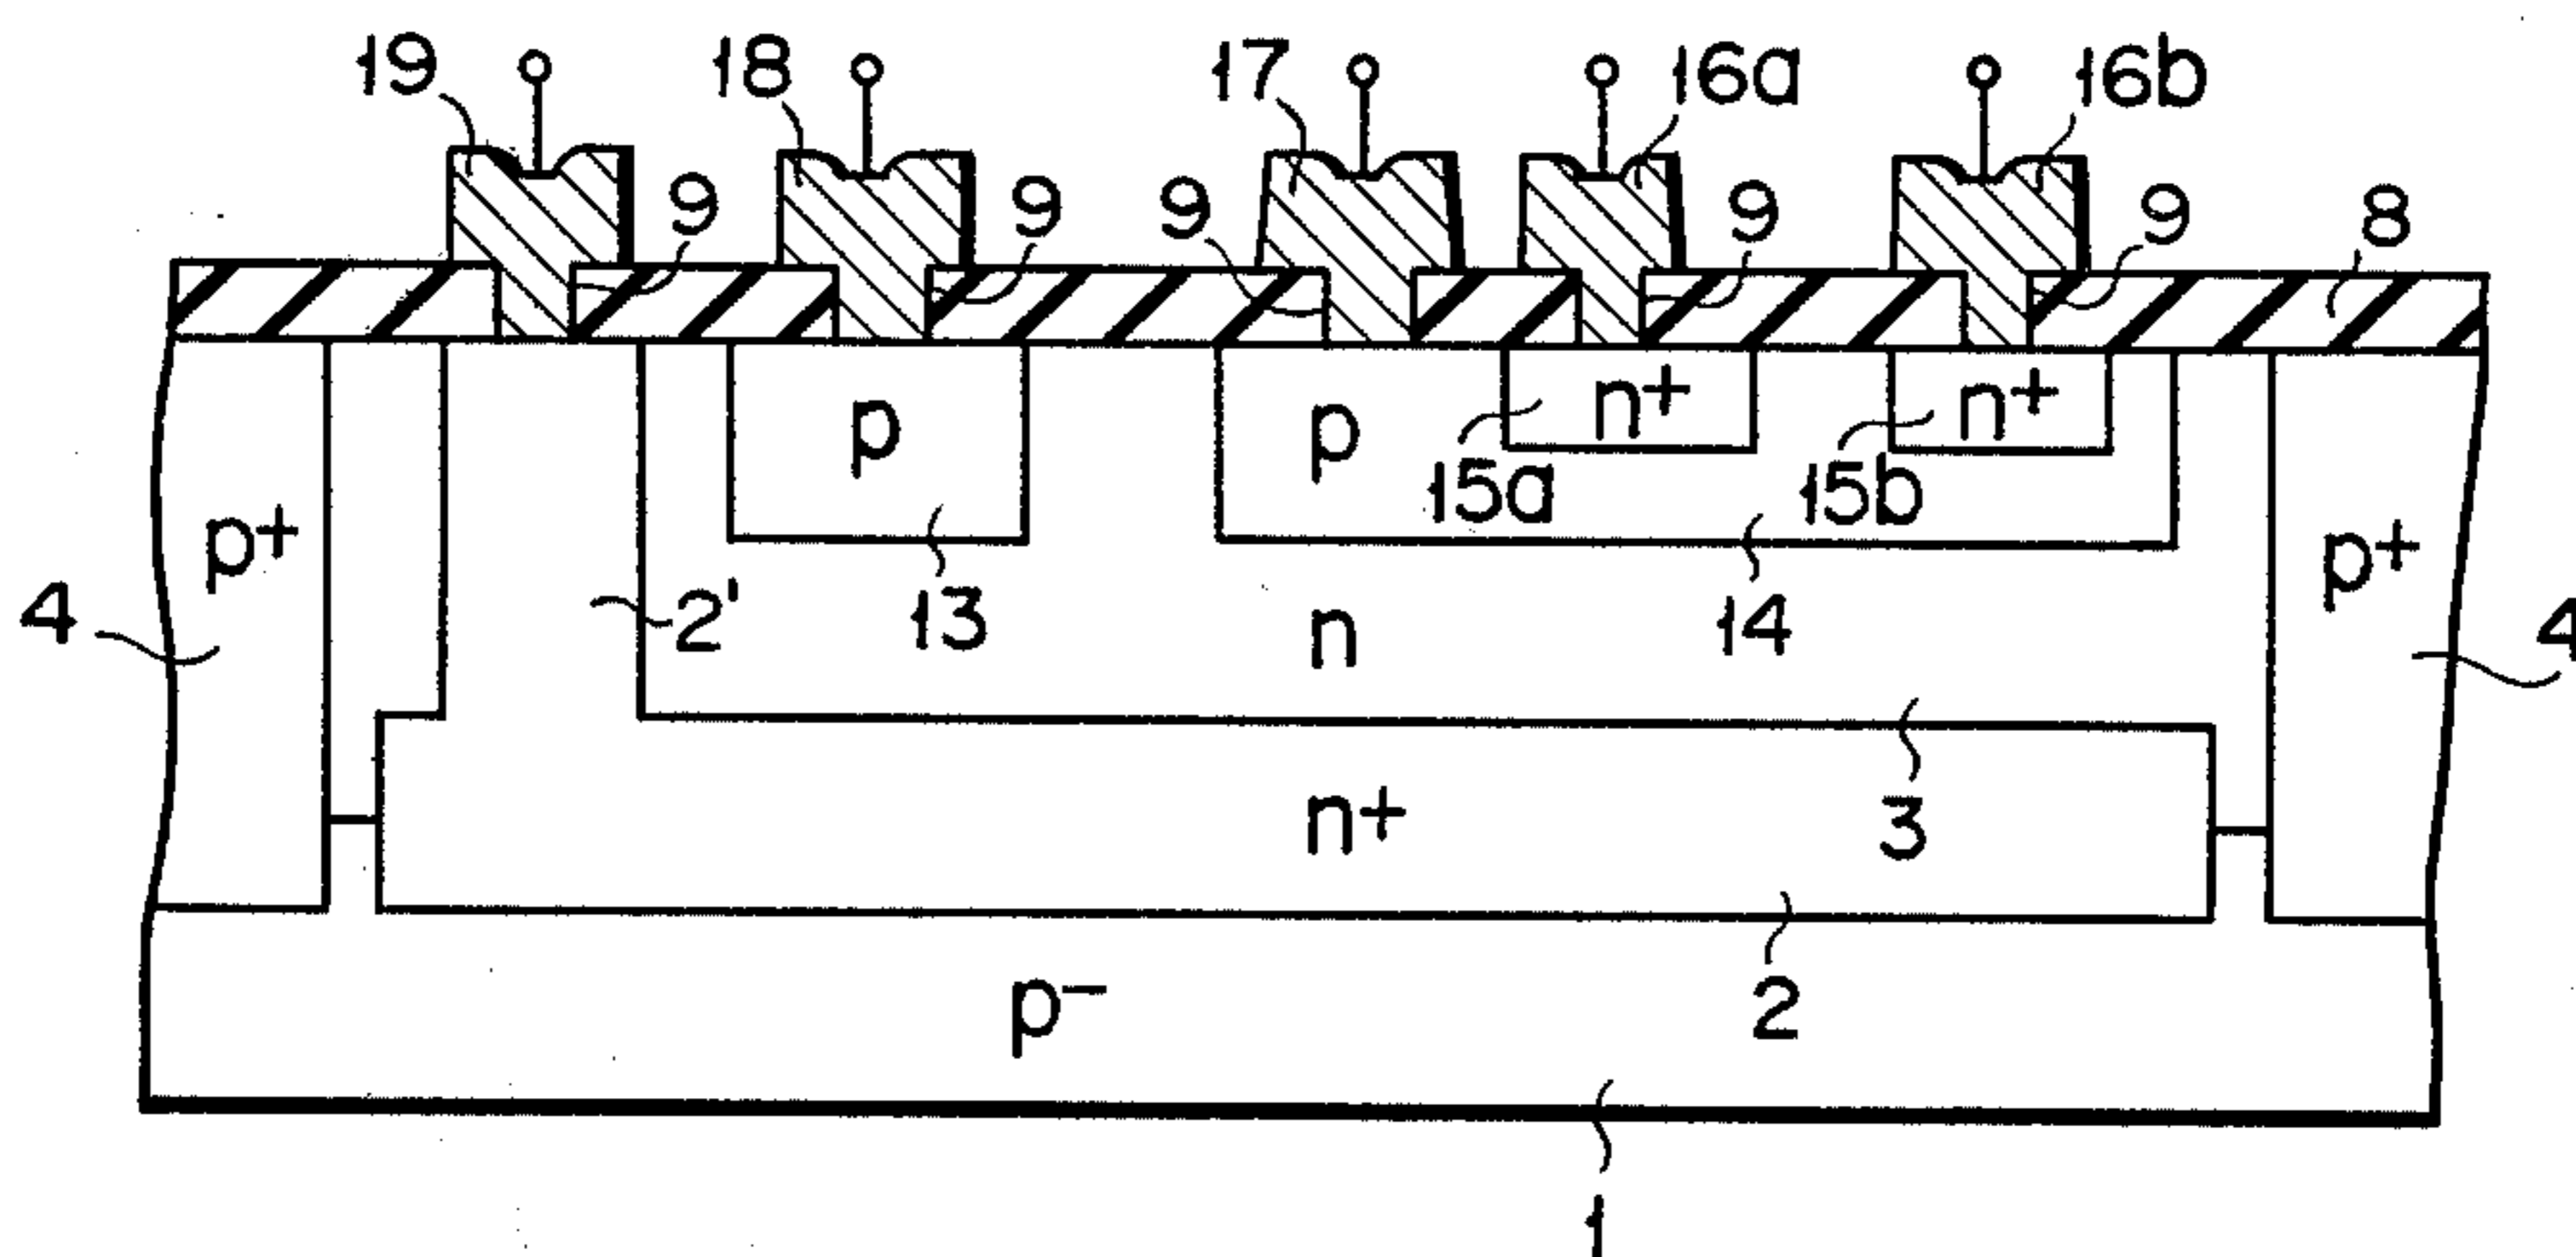 19 18 17 16a 16b
9 9 9 9 9 8
p p n+ n+
15a 15b
p+ p+
4 2' 13 n 14 4
n+ 3
p− 2
1